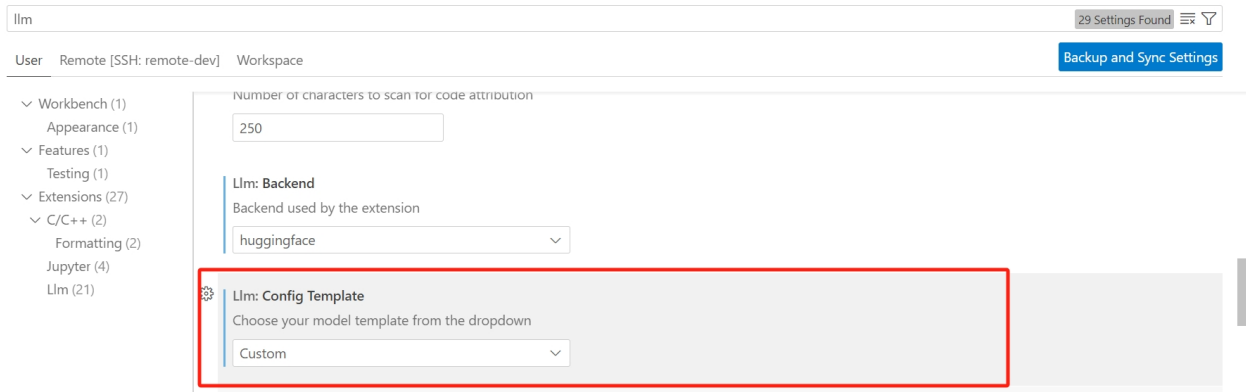 llm
29 Settings Found
User Remote [SSH: remote-dev] Workspace
Backup and Sync Settings
Workbench (1)
Appearance (1)
Features (1)
Testing (1)
Extensions (27)
C/C++ (2)
Formatting (2)
Jupyter (4)
Llm (21)
Number of characters to scan for code attribution
250
Llm: Backend
Backend used by the extension
huggingface
Llm: Config Template
Choose your model template from the dropdown
Custom